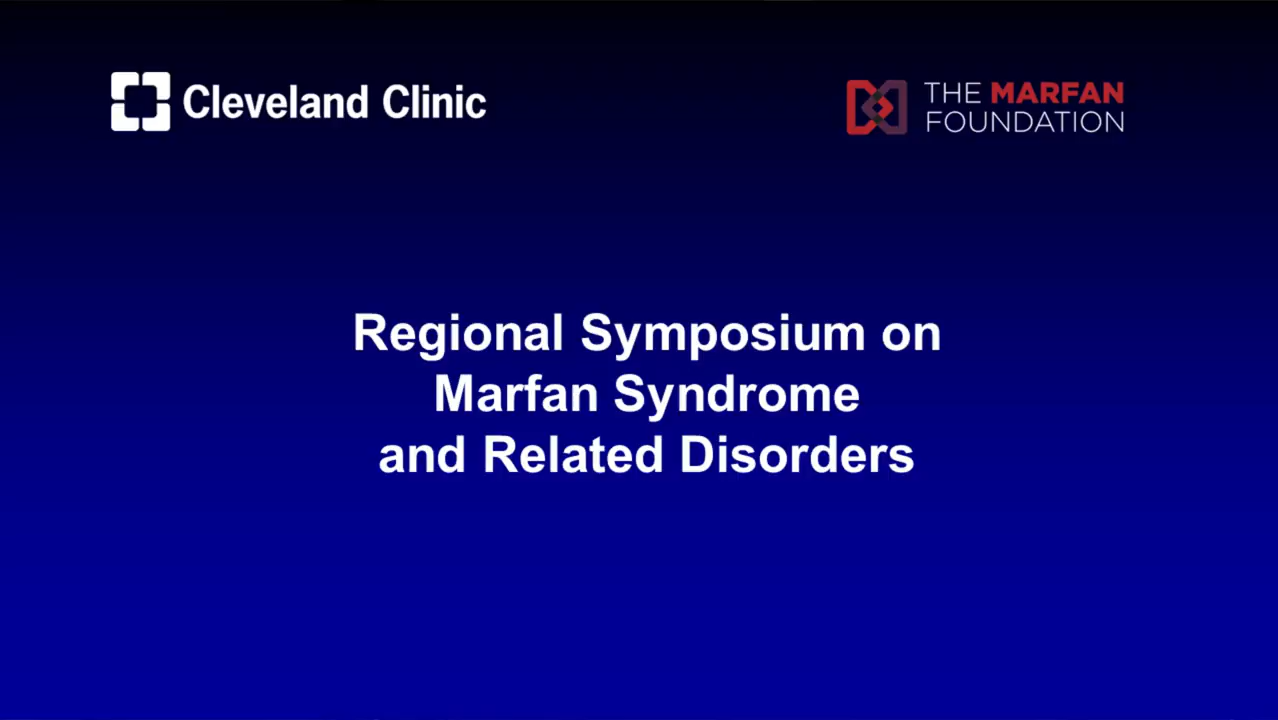 Cleveland Clinic
THE MARFAN
FOUNDATION
Regional Symposium on
Marfan Syndrome
and Related Disorders